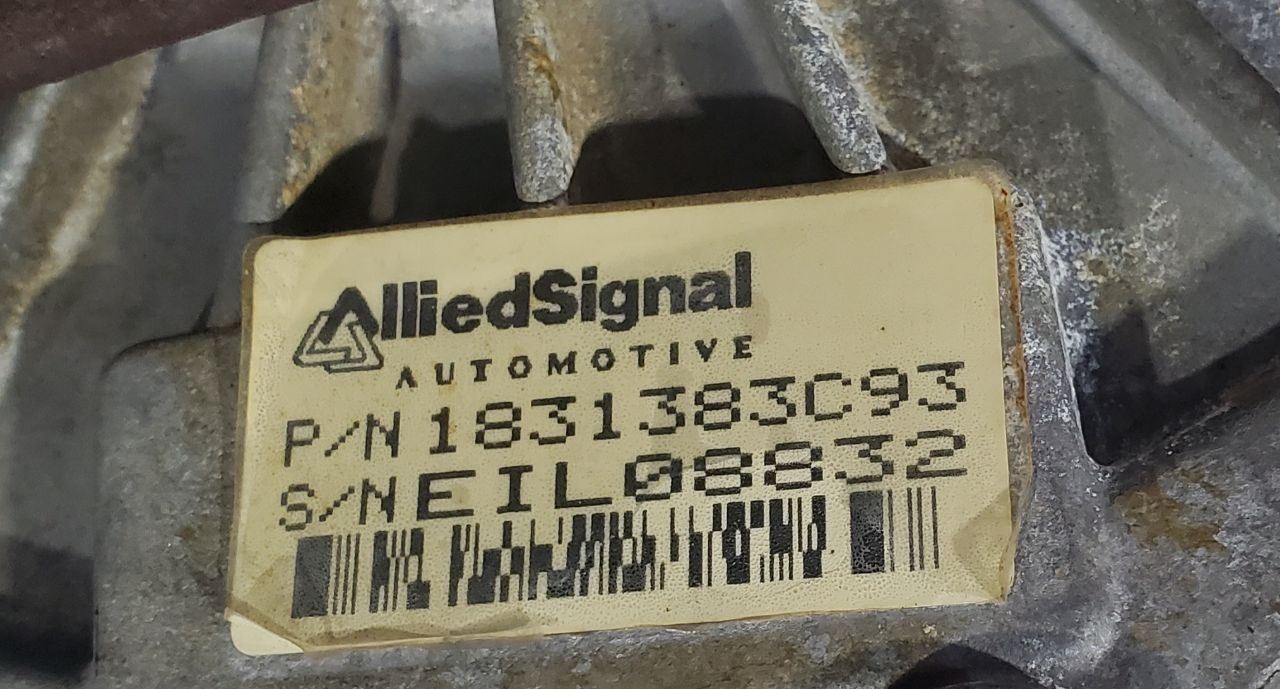 AlliedSignal
AUTOMOTIVE
P/N 1831383C93
S/N EIL08832